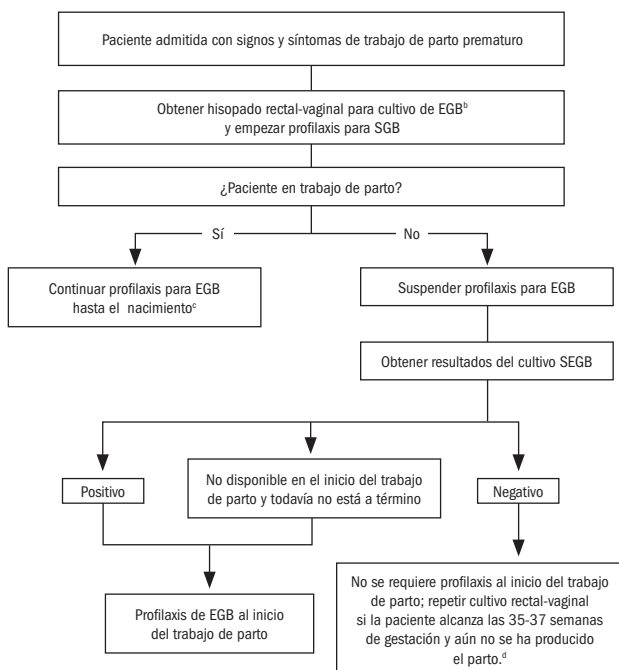 Paciente admitida con signos y síntomas de trabajo de parto prematuro
Obtener hisopado rectal-vaginal para cultivo de EGBᵇ
y empezar profilaxis para SGB
¿Paciente en trabajo de parto?
Sí
No
Continuar profilaxis para EGB
hasta el nacimientoᶜ
Suspender profilaxis para EGB
Obtener resultados del cultivo SEGB
Positivo
No disponible en el inicio del trabajo
de parto y todavía no está a término
Negativo
Profilaxis de EGB al inicio
del trabajo de parto
No se requiere profilaxis al inicio del trabajo
de parto; repetir cultivo rectal-vaginal
si la paciente alcanza las 35-37 semanas
de gestación y aún no se ha producido
el parto.ᵈ